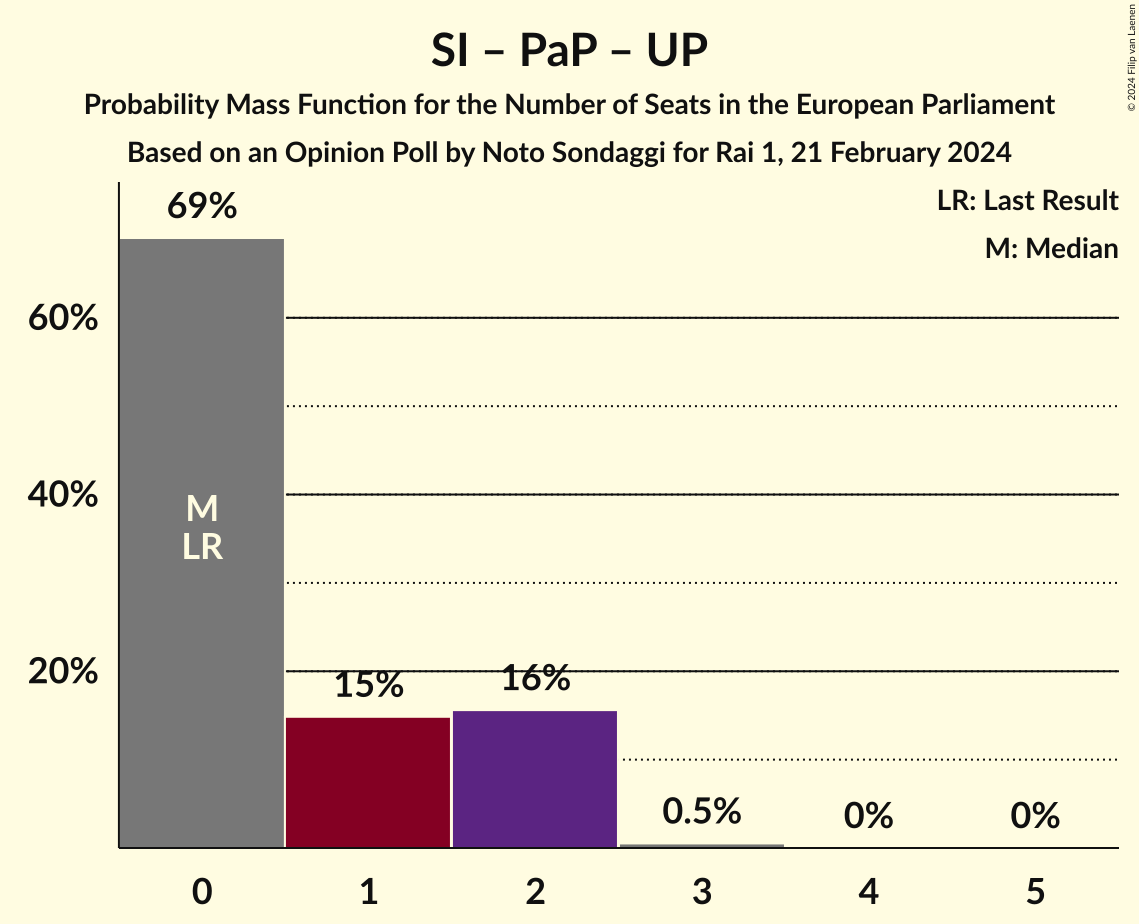 SI – PaP – UP
Probability Mass Function for the Number of Seats in the European Parliament
Based on an Opinion Poll by Noto Sondaggi for Rai 1, 21 February 2024
© 2024 Filip van Laenen
LR: Last Result
M: Median
69%
60%
40%
20%
M
LR
15%
16%
0.5%
0%
0%
0 1 2 3 4 5